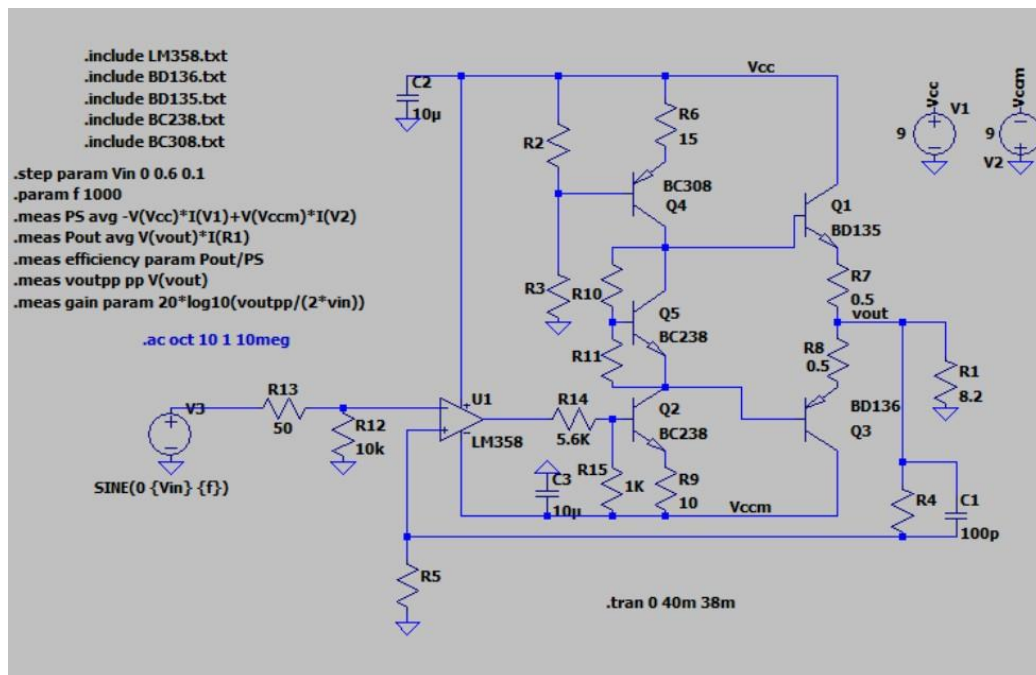 .include LM358.txt
.include BD136.txt
.include BD135.txt
.include BC238.txt
.include BC308.txt
.step param Vin 0 0.6 0.1
.param f 1000
.meas PS avg -V(Vcc)*I(V1)+V(Vccm)*I(V2)
.meas Pout avg V(vout)*I(R1)
.meas efficiency param Pout/PS
.meas voutpp pp V(vout)
.meas gain param 20*log10(voutpp/(2*vin))
.ac oct 10 1 10meg
C2
10µ
Vcc
R2
R6
15
BC308
Q4
Vcc
V1
9
Vccm
9
V2
Q1
BD135
R3
R10
Q5
BC238
R7
0.5
vout
R11
R8
0.5
R1
8.2
V3
R13
50
R12
10k
SINE(0 {Vin} {f})
U1
LM358
R14
5.6K
Q2
BC238
BD136
Q3
C3
10µ
R15
1K
R9
10
Vccm
R4
C1
100p
R5
.tran 0 40m 38m